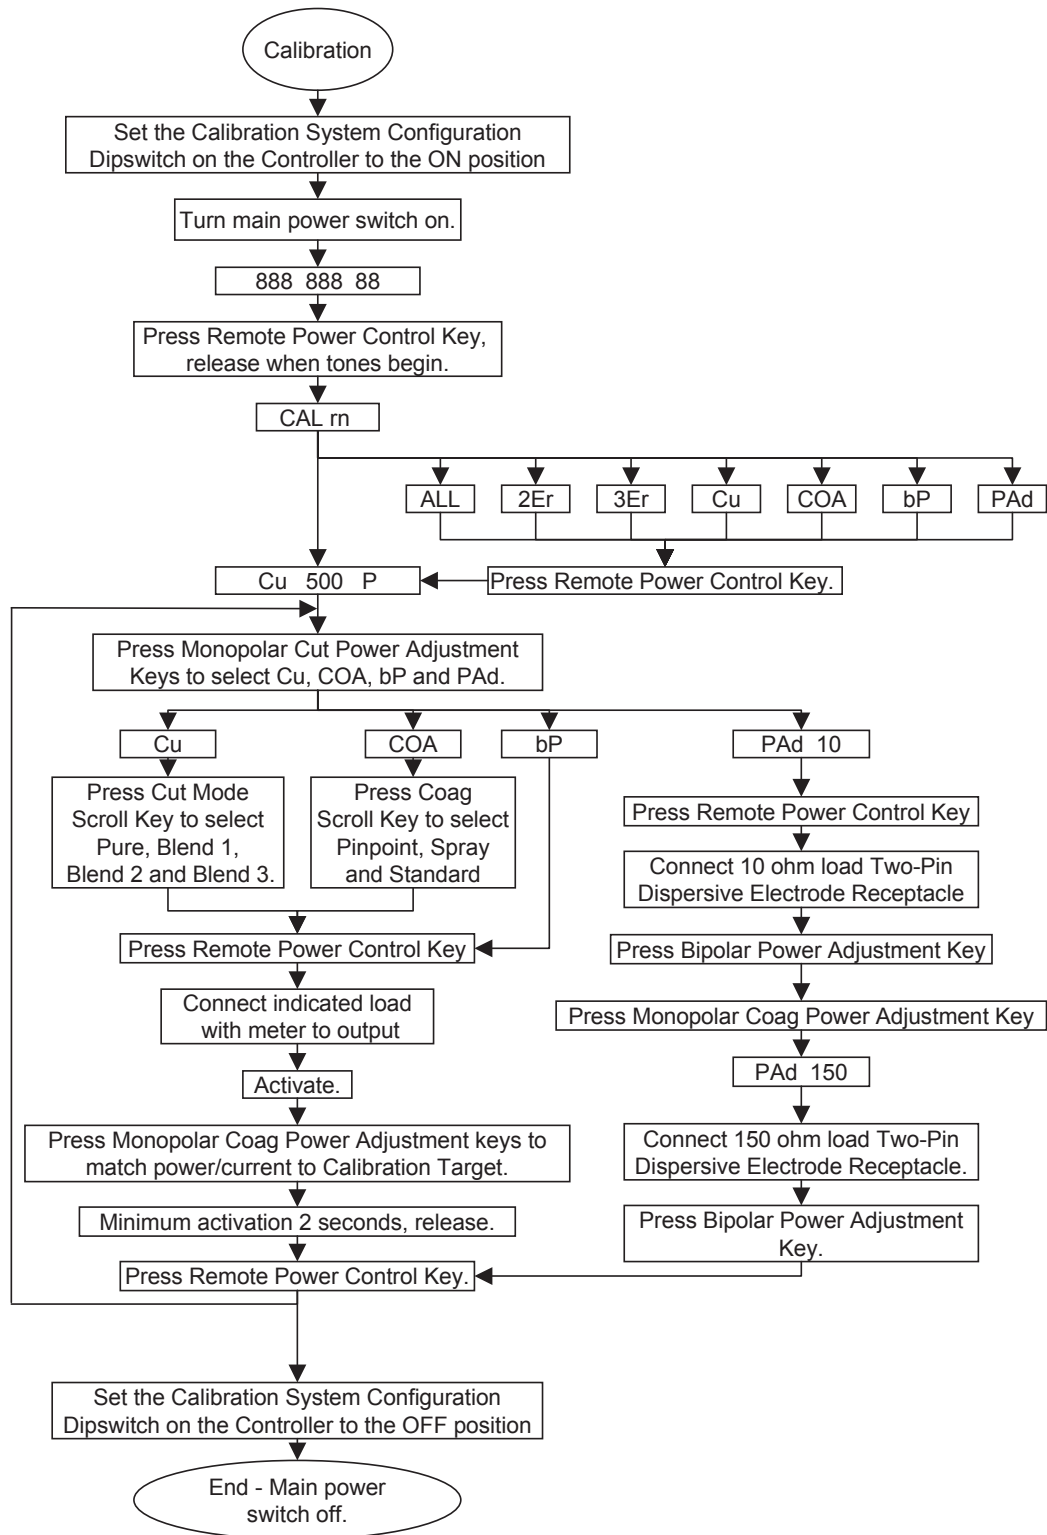 Calibration
Set the Calibration System Configuration
Dipswitch on the Controller to the ON position
Turn main power switch on.
888 888 88
Press Remote Power Control Key,
release when tones begin.
CAL rn
ALL
2Er
3Er
Cu
COA
bP
PAd
Cu 500 P
Press Remote Power Control Key.
Press Monopolar Cut Power Adjustment
Keys to select Cu, COA, bP and PAd.
Cu
COA
bP
PAd 10
Press Cut Mode
Scroll Key to select
Pure, Blend 1,
Blend 2 and Blend 3.
Press Coag
Scroll Key to select
Pinpoint, Spray
and Standard
Press Remote Power Control Key
Connect 10 ohm load Two-Pin
Dispersive Electrode Receptacle
Press Remote Power Control Key
Press Bipolar Power Adjustment Key
Connect indicated load
with meter to output
Press Monopolar Coag Power Adjustment Key
Activate.
PAd 150
Press Monopolar Coag Power Adjustment keys to
match power/current to Calibration Target.
Connect 150 ohm load Two-Pin
Dispersive Electrode Receptacle.
Minimum activation 2 seconds, release.
Press Bipolar Power Adjustment
Key.
Press Remote Power Control Key.
Set the Calibration System Configuration
Dipswitch on the Controller to the OFF position
End - Main power
switch off.